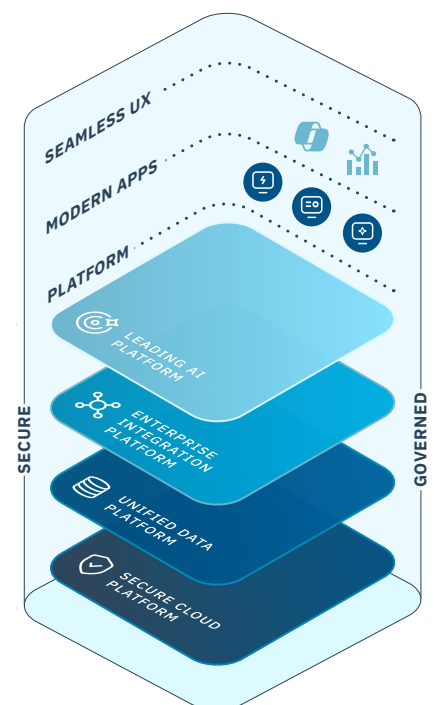 SEAMLESS UX
MODERN APPS
PLATFORM
LEADING AI
PLATFORM
ENTERPRISE
INTEGRATION
PLATFORM
UNIFIED DATA
PLATFORM
SECURE CLOUD
PLATFORM
SECURE
GOVERNED